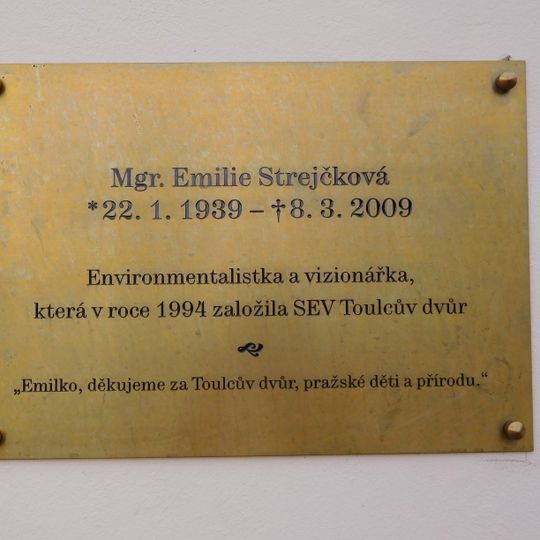 Mgr. Emilie Strejčková
*22. 1. 1939 – †8. 3. 2009
Environmentalistka a vizionářka,
která v roce 1994 založila SEV Toulcův dvůr
„Emilko, děkujeme za Toulcův dvůr, pražské děti a přírodu.“